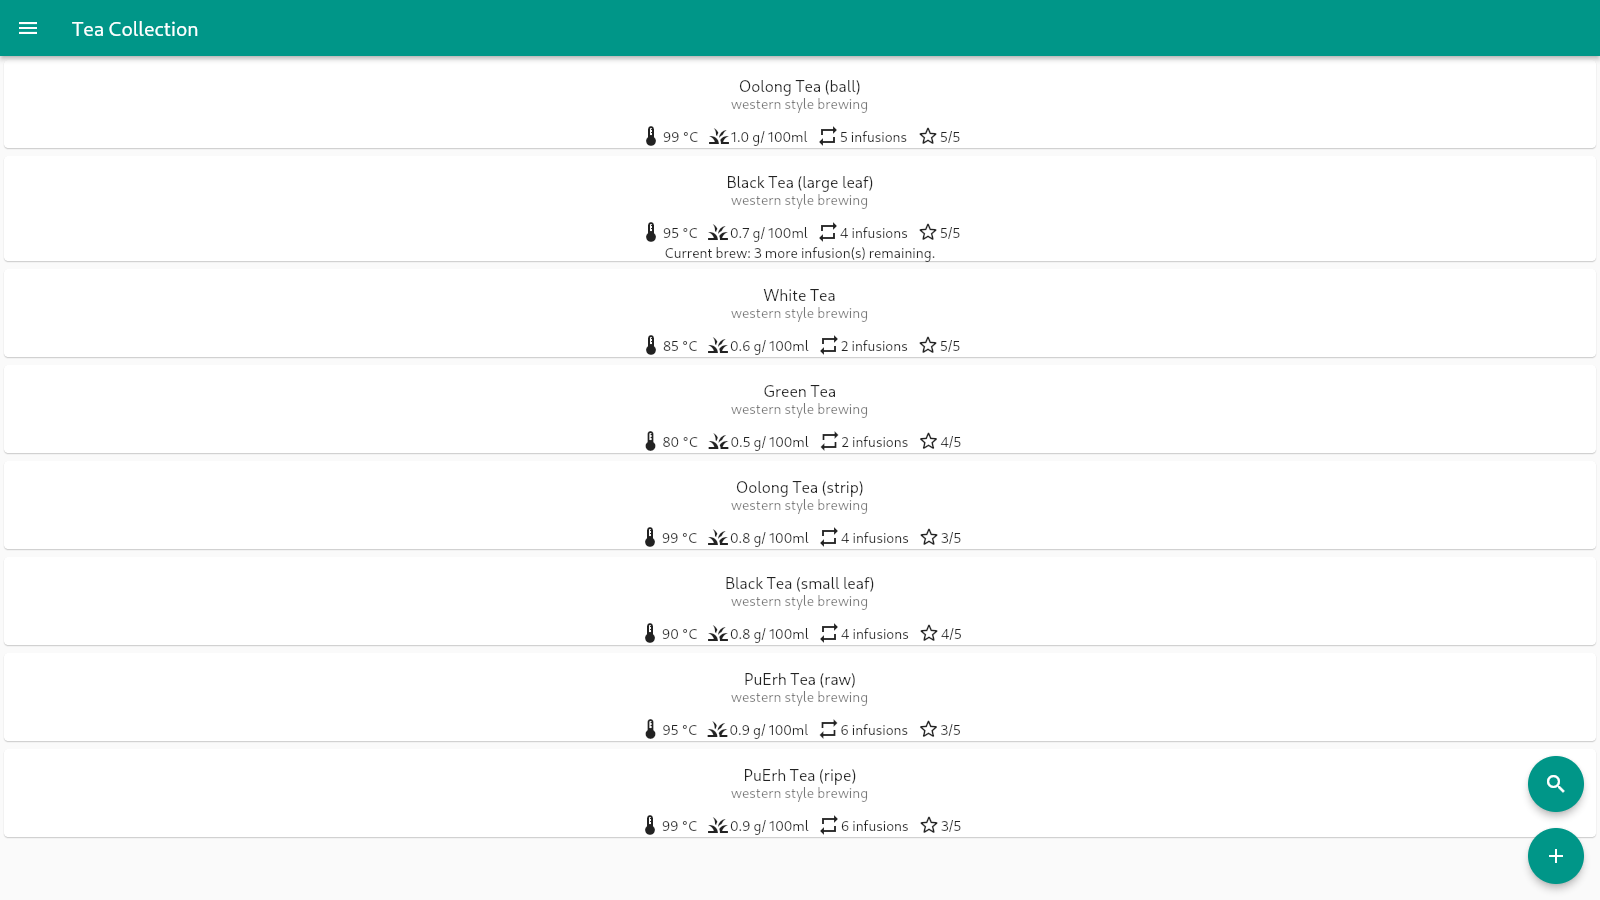 Tea Collection
Oolong Tea (ball)
western style brewing
99 °C 1.0 g/ 100ml 5 infusions 5/5
Black Tea (large leaf)
western style brewing
95 °C 0.7 g/ 100ml 4 infusions 5/5
Current brew: 3 more infusion(s) remaining.
White Tea
western style brewing
85 °C 0.6 g/ 100ml 2 infusions 5/5
Green Tea
western style brewing
80 °C 0.5 g/ 100ml 2 infusions 4/5
Oolong Tea (strip)
western style brewing
99 °C 0.8 g/ 100ml 4 infusions 3/5
Black Tea (small leaf)
western style brewing
90 °C 0.8 g/ 100ml 4 infusions 4/5
PuErh Tea (raw)
western style brewing
95 °C 0.9 g/ 100ml 6 infusions 3/5
PuErh Tea (ripe)
western style brewing
99 °C 0.9 g/ 100ml 6 infusions 3/5